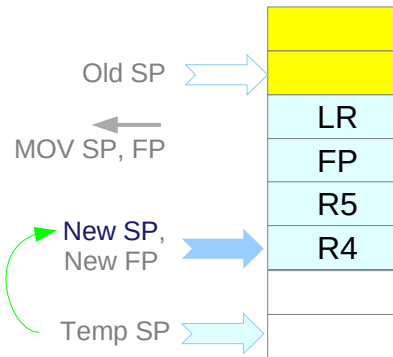 Old SP
LR
MOV SP, FP
FP
R5
New SP,
New FP
R4
Temp SP